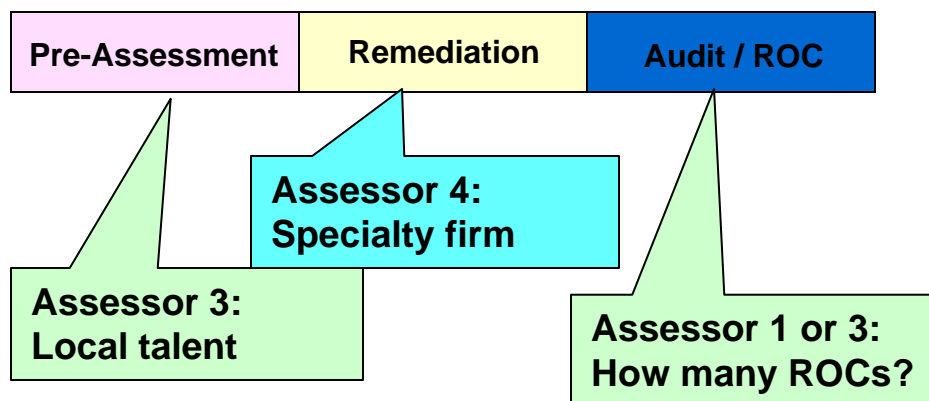 Pre-Assessment
Remediation
Audit / ROC
Assessor 4:
Specialty firm
Assessor 3:
Local talent
Assessor 1 or 3:
How many ROCs?